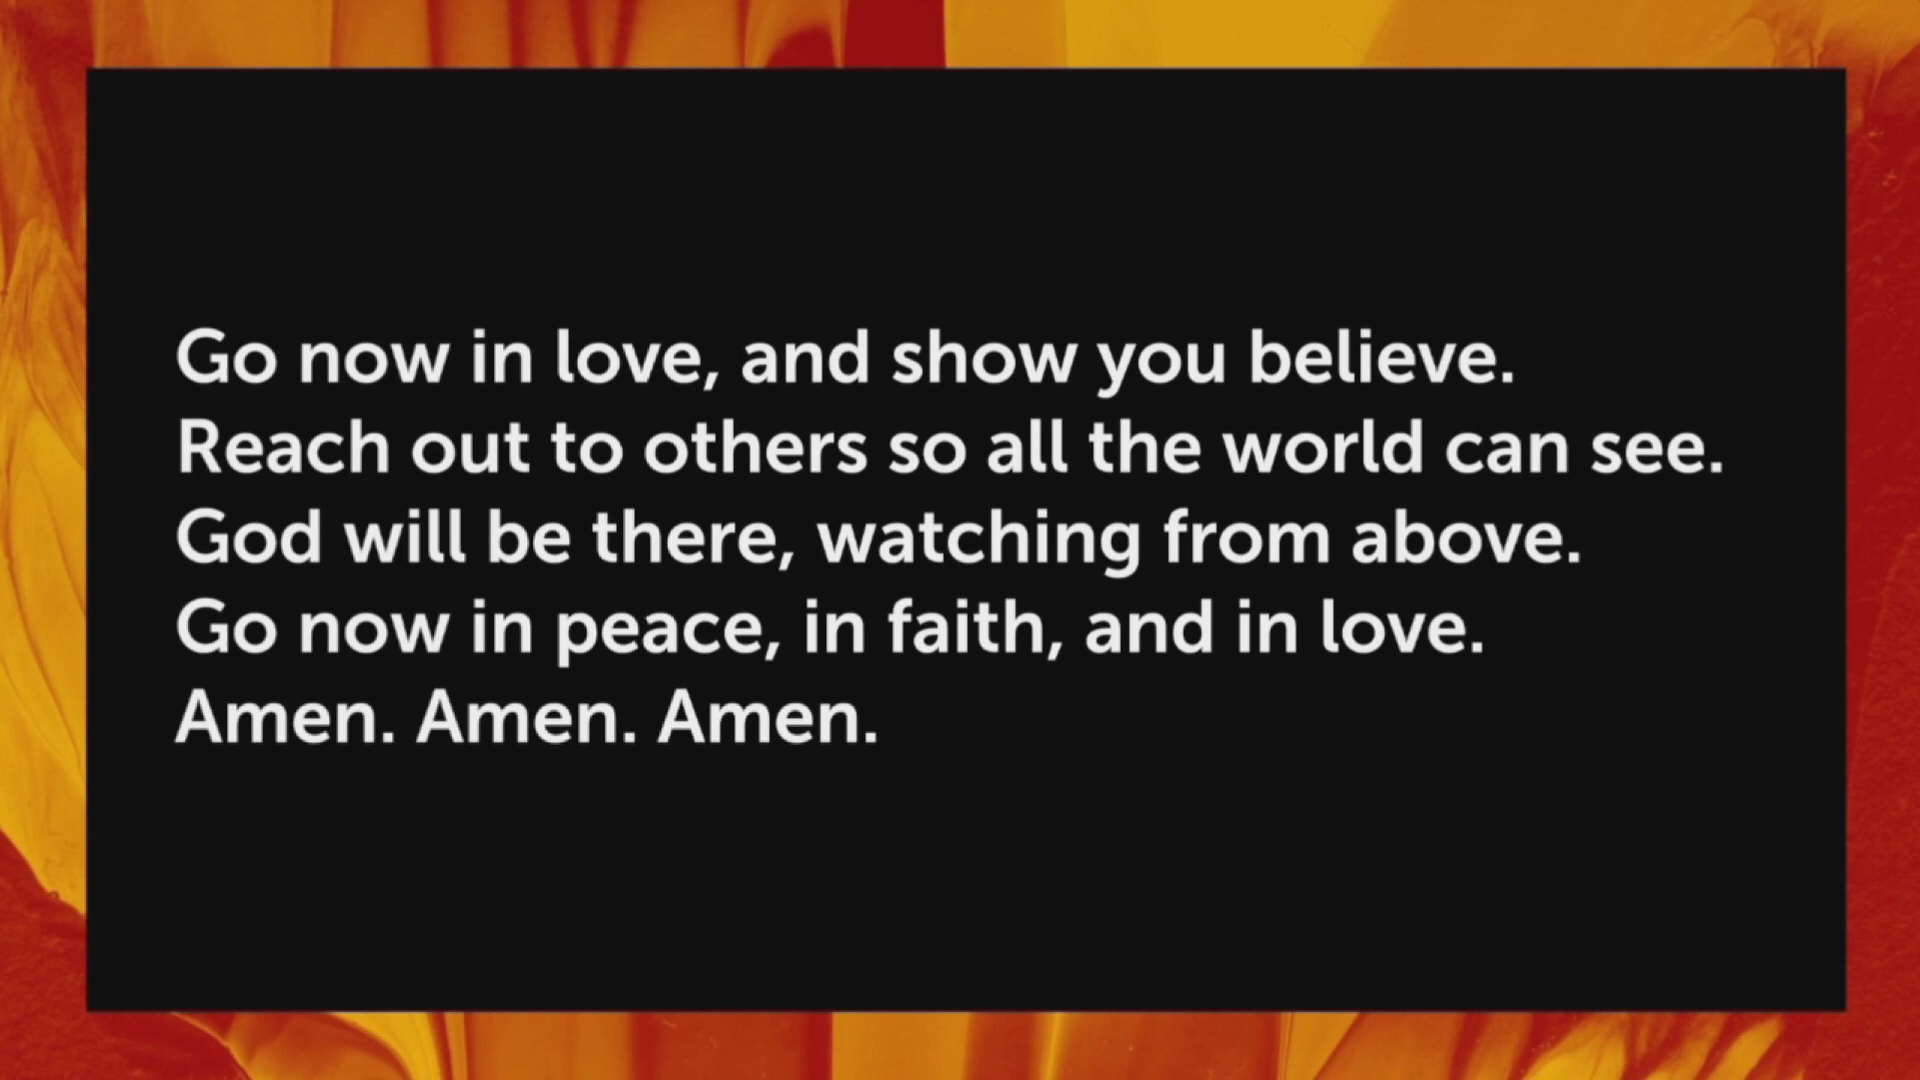 Go now in love, and show you believe.
Reach out to others so all the world can see.
God will be there, watching from above.
Go now in peace, in faith, and in love.
Amen. Amen. Amen.